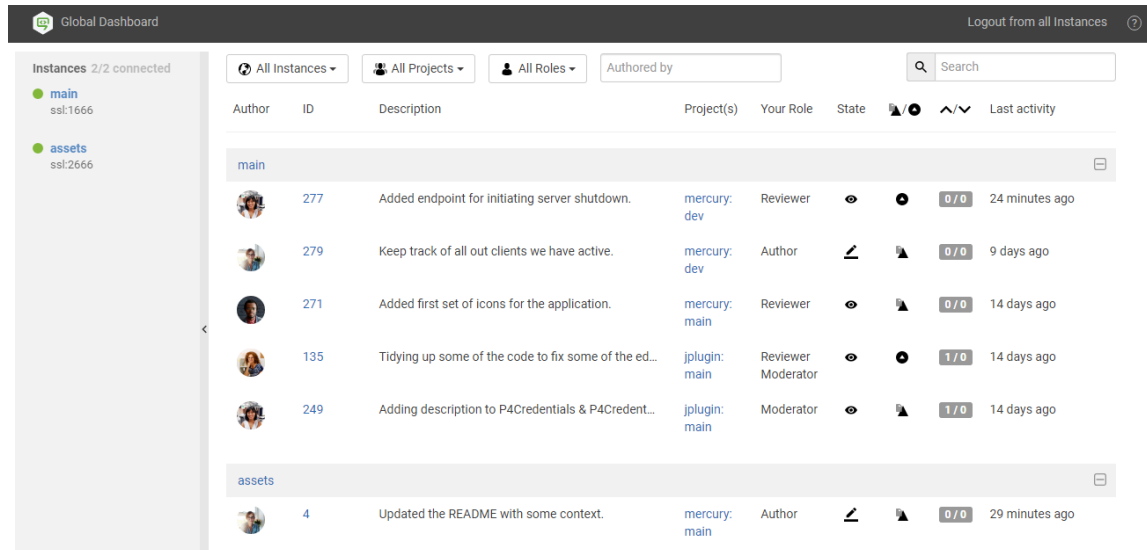 Global Dashboard
Logout from all Instances
Instances 2/2 connected
main
ssl:1666
assets
ssl:2666
All Instances
All Projects
All Roles
Authored by
Search
Author ID Description Project(s) Your Role State / / Last activity
main
277 Added endpoint for initiating server shutdown. mercury: Reviewer 0 / 0 24 minutes ago
dev
279 Keep track of all out clients we have active. mercury: Author 0 / 0 9 days ago
dev
271 Added first set of icons for the application. mercury: Reviewer 0 / 0 14 days ago
main
135 Tidying up some of the code to fix some of the ed... jplugin: Reviewer 1 / 0 14 days ago
main Moderator
249 Adding description to P4Credentials & P4Credent... jplugin: Moderator 1 / 0 14 days ago
main
assets
4 Updated the README with some context. mercury: Author 0 / 0 29 minutes ago
main